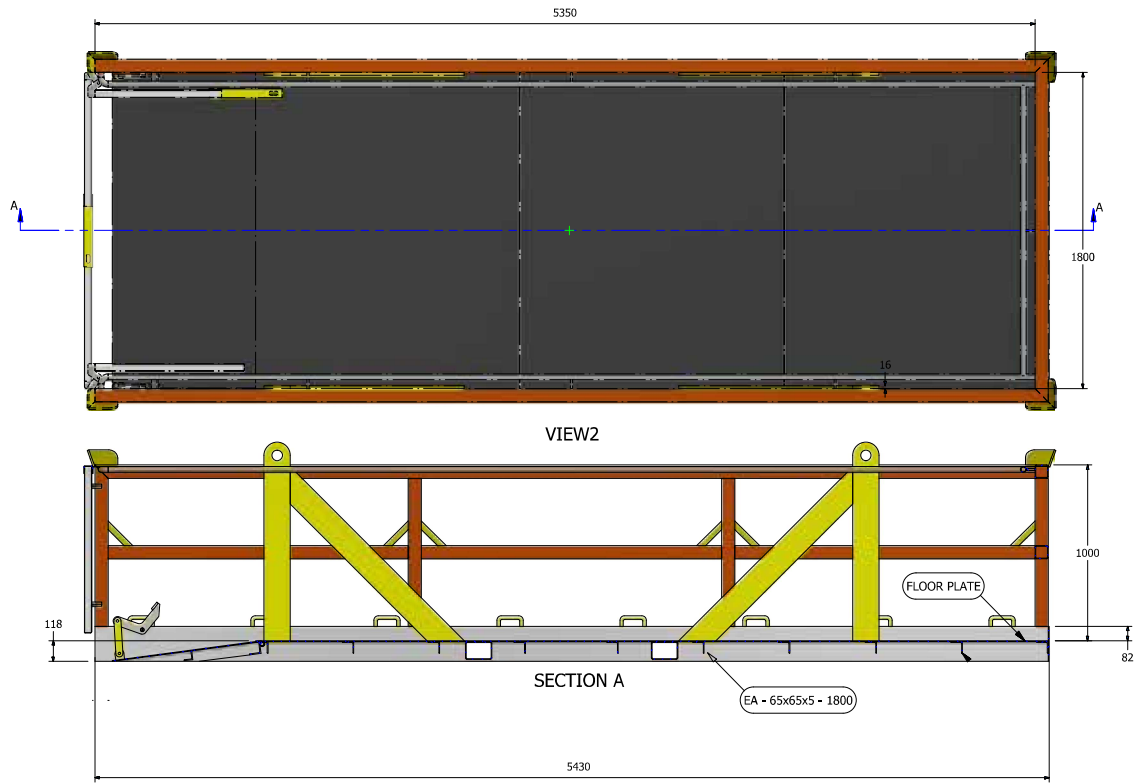 5350
A
A
1800
16
VIEW2
1000
FLOOR PLATE
118
82
SECTION A
EA - 65x65x5 - 1800
5430